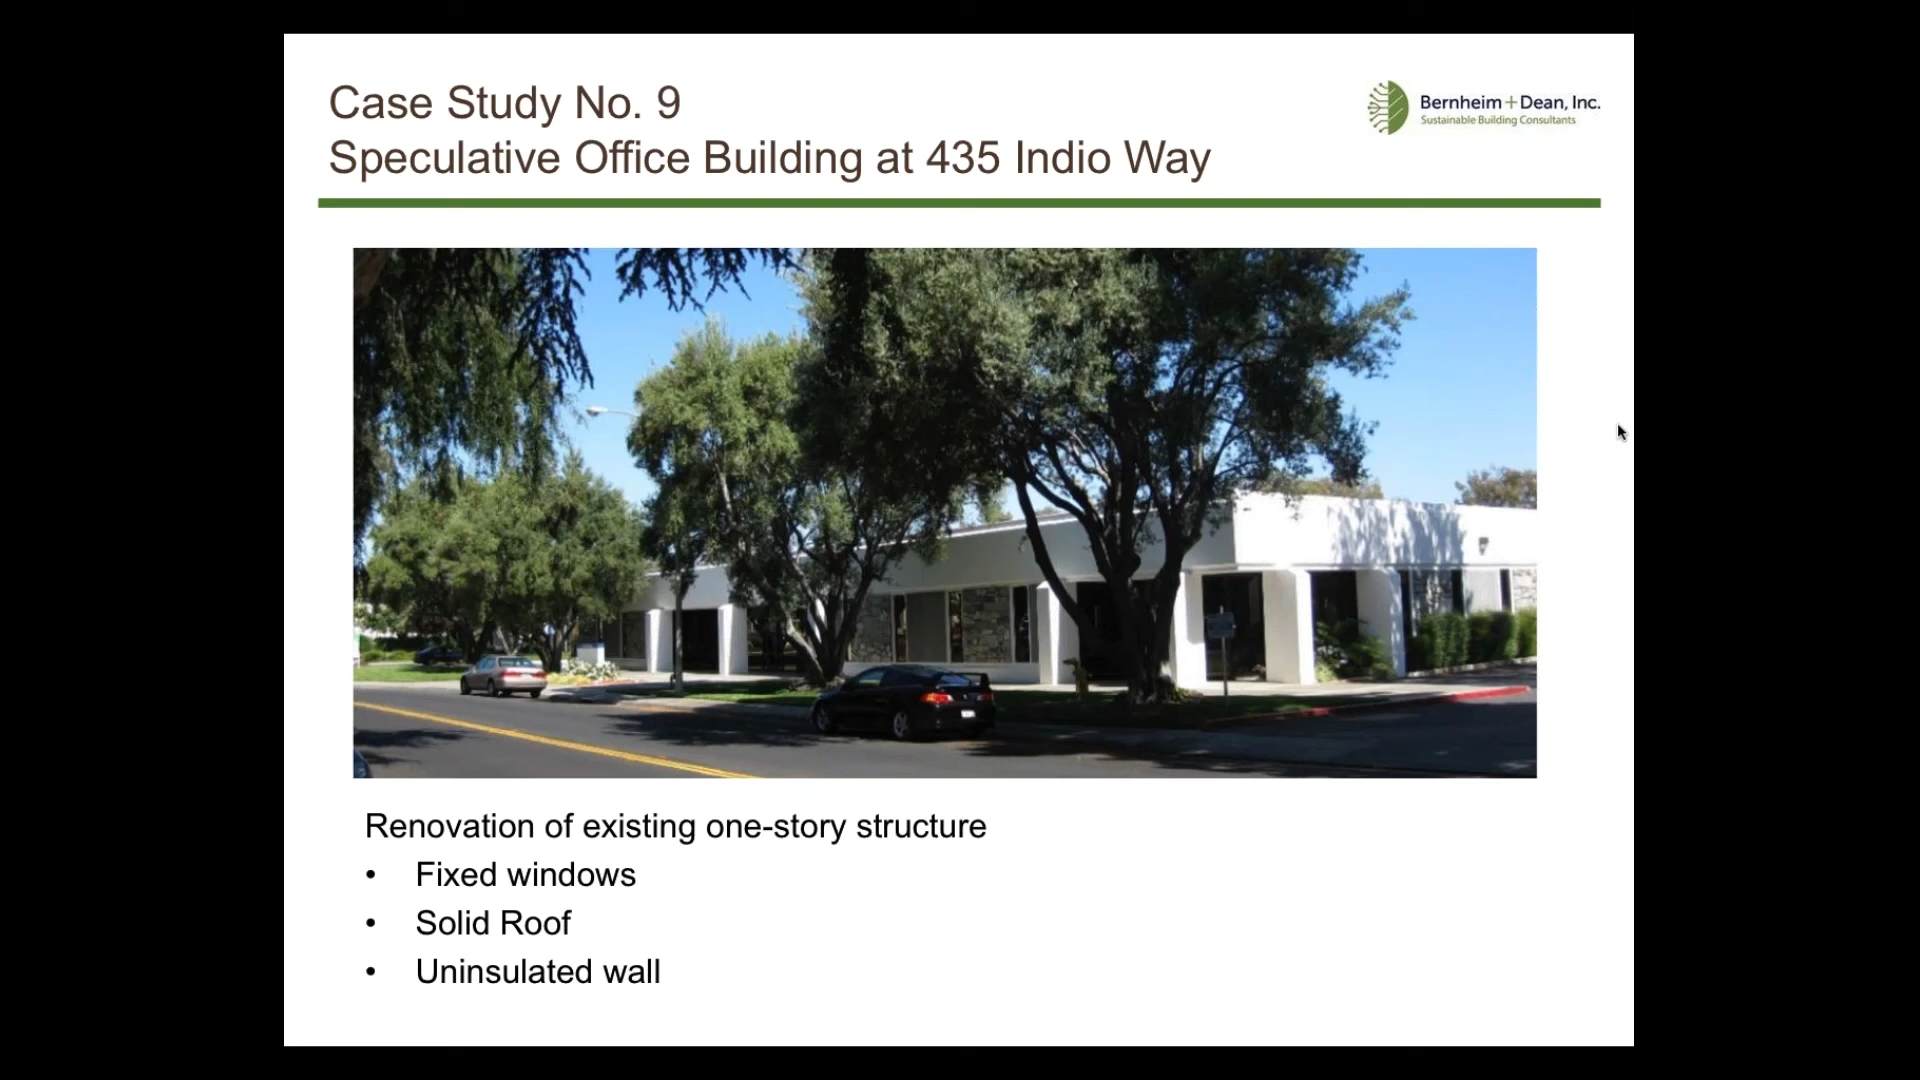 Case Study No. 9
Speculative Office Building at 435 Indio Way
Bernheim+Dean, Inc.
Sustainable Building Consultants
Renovation of existing one-story structure
• Fixed windows
• Solid Roof
• Uninsulated wall